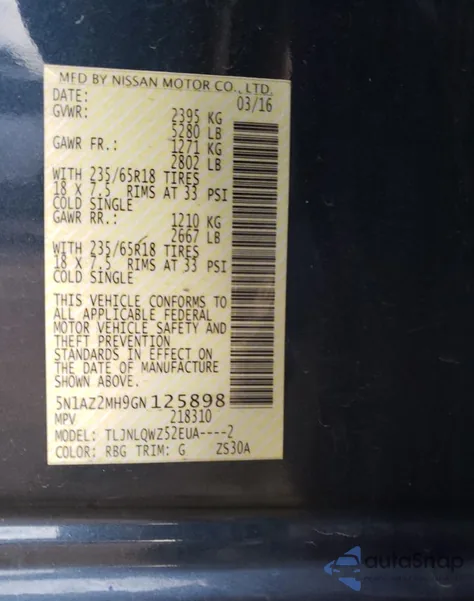 MFD BY NISSAN MOTOR CO., LTD.
DATE: 03/16
GVWR: 2395 KG
5280 LB
GAWR FR.: 1271 KG
2802 LB
WITH 235/65R18 TIRES
18 X 7.5 RIMS AT 33 PSI
COLD SINGLE
GAWR RR.: 1210 KG
2667 LB
WITH 235/65R18 TIRES
18 X 7.5 RIMS AT 33 PSI
COLD SINGLE
THIS VEHICLE CONFORMS TO
ALL APPLICABLE FEDERAL
MOTOR VEHICLE SAFETY AND
THEFT PREVENTION
STANDARDS IN EFFECT ON
THE DATE OF MANUFACTURE
SHOWN ABOVE.
5N1AZ2MH9GN125898
MPV 218310
MODEL: TLJNLQWZ52EUA----2
COLOR: RBG TRIM: G ZS30A
autoSnap